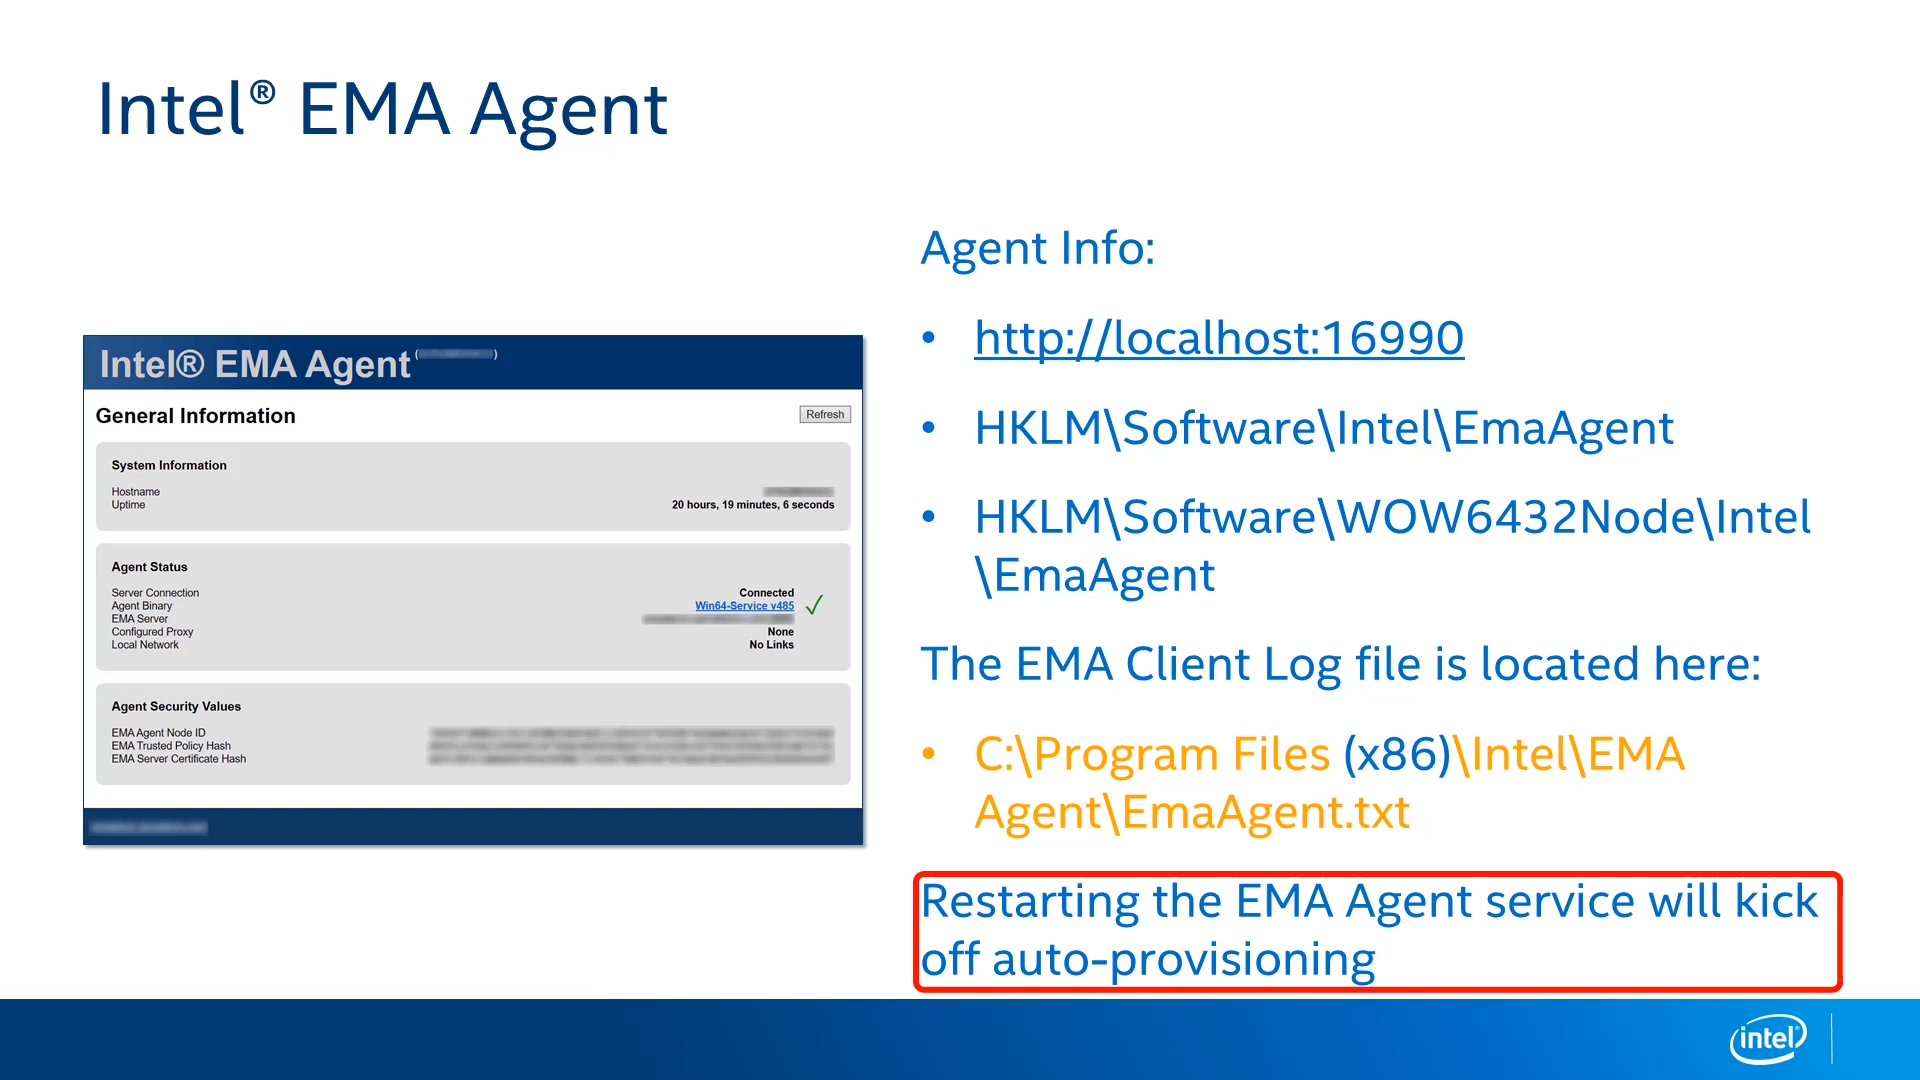 Intel® EMA Agent
Intel® EMA Agent
General Information
Refresh
System Information
Hostname
Uptime 20 hours, 19 minutes, 6 seconds
Agent Status
Server Connection Connected
Agent Binary Win64-Service v485 ✓
EMA Server
Configured Proxy None
Local Network No Links
Agent Security Values
EMA Agent Node ID
EMA Trusted Policy Hash
EMA Server Certificate Hash
Agent Info:
• http://localhost:16990
• HKLM\Software\Intel\EmaAgent
• HKLM\Software\WOW6432Node\Intel
\EmaAgent
The EMA Client Log file is located here:
• C:\Program Files (x86)\Intel\EMA
Agent\EmaAgent.txt
Restarting the EMA Agent service will kick
off auto-provisioning
intel®